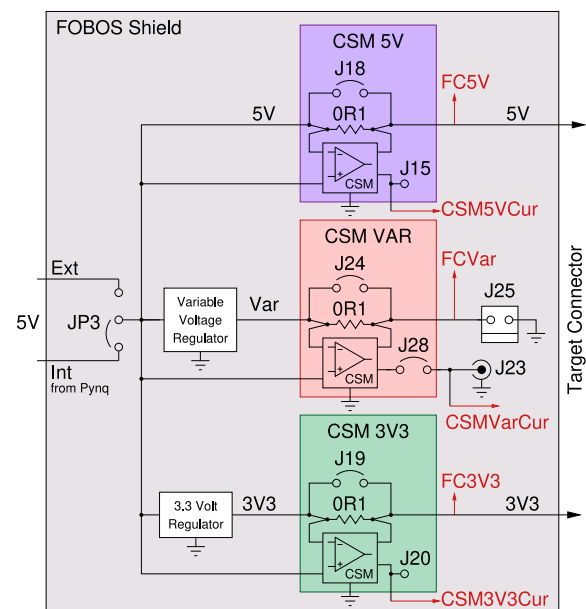 FOBOS Shield
CSM 5V
J18
0R1
5V
FC5V
5V
CSM
J15
CSM5VCur
CSM VAR
J24
0R1
FCVar
J25
Ext
5V
JP3
Int
from Pynq
Variable
Voltage
Regulator
Var
CSM
J28
J23
CSMVarCur
CSM 3V3
J19
0R1
FC3V3
3V3
3.3 Volt
Regulator
3V3
CSM
J20
CSM3V3Cur
Target Connector